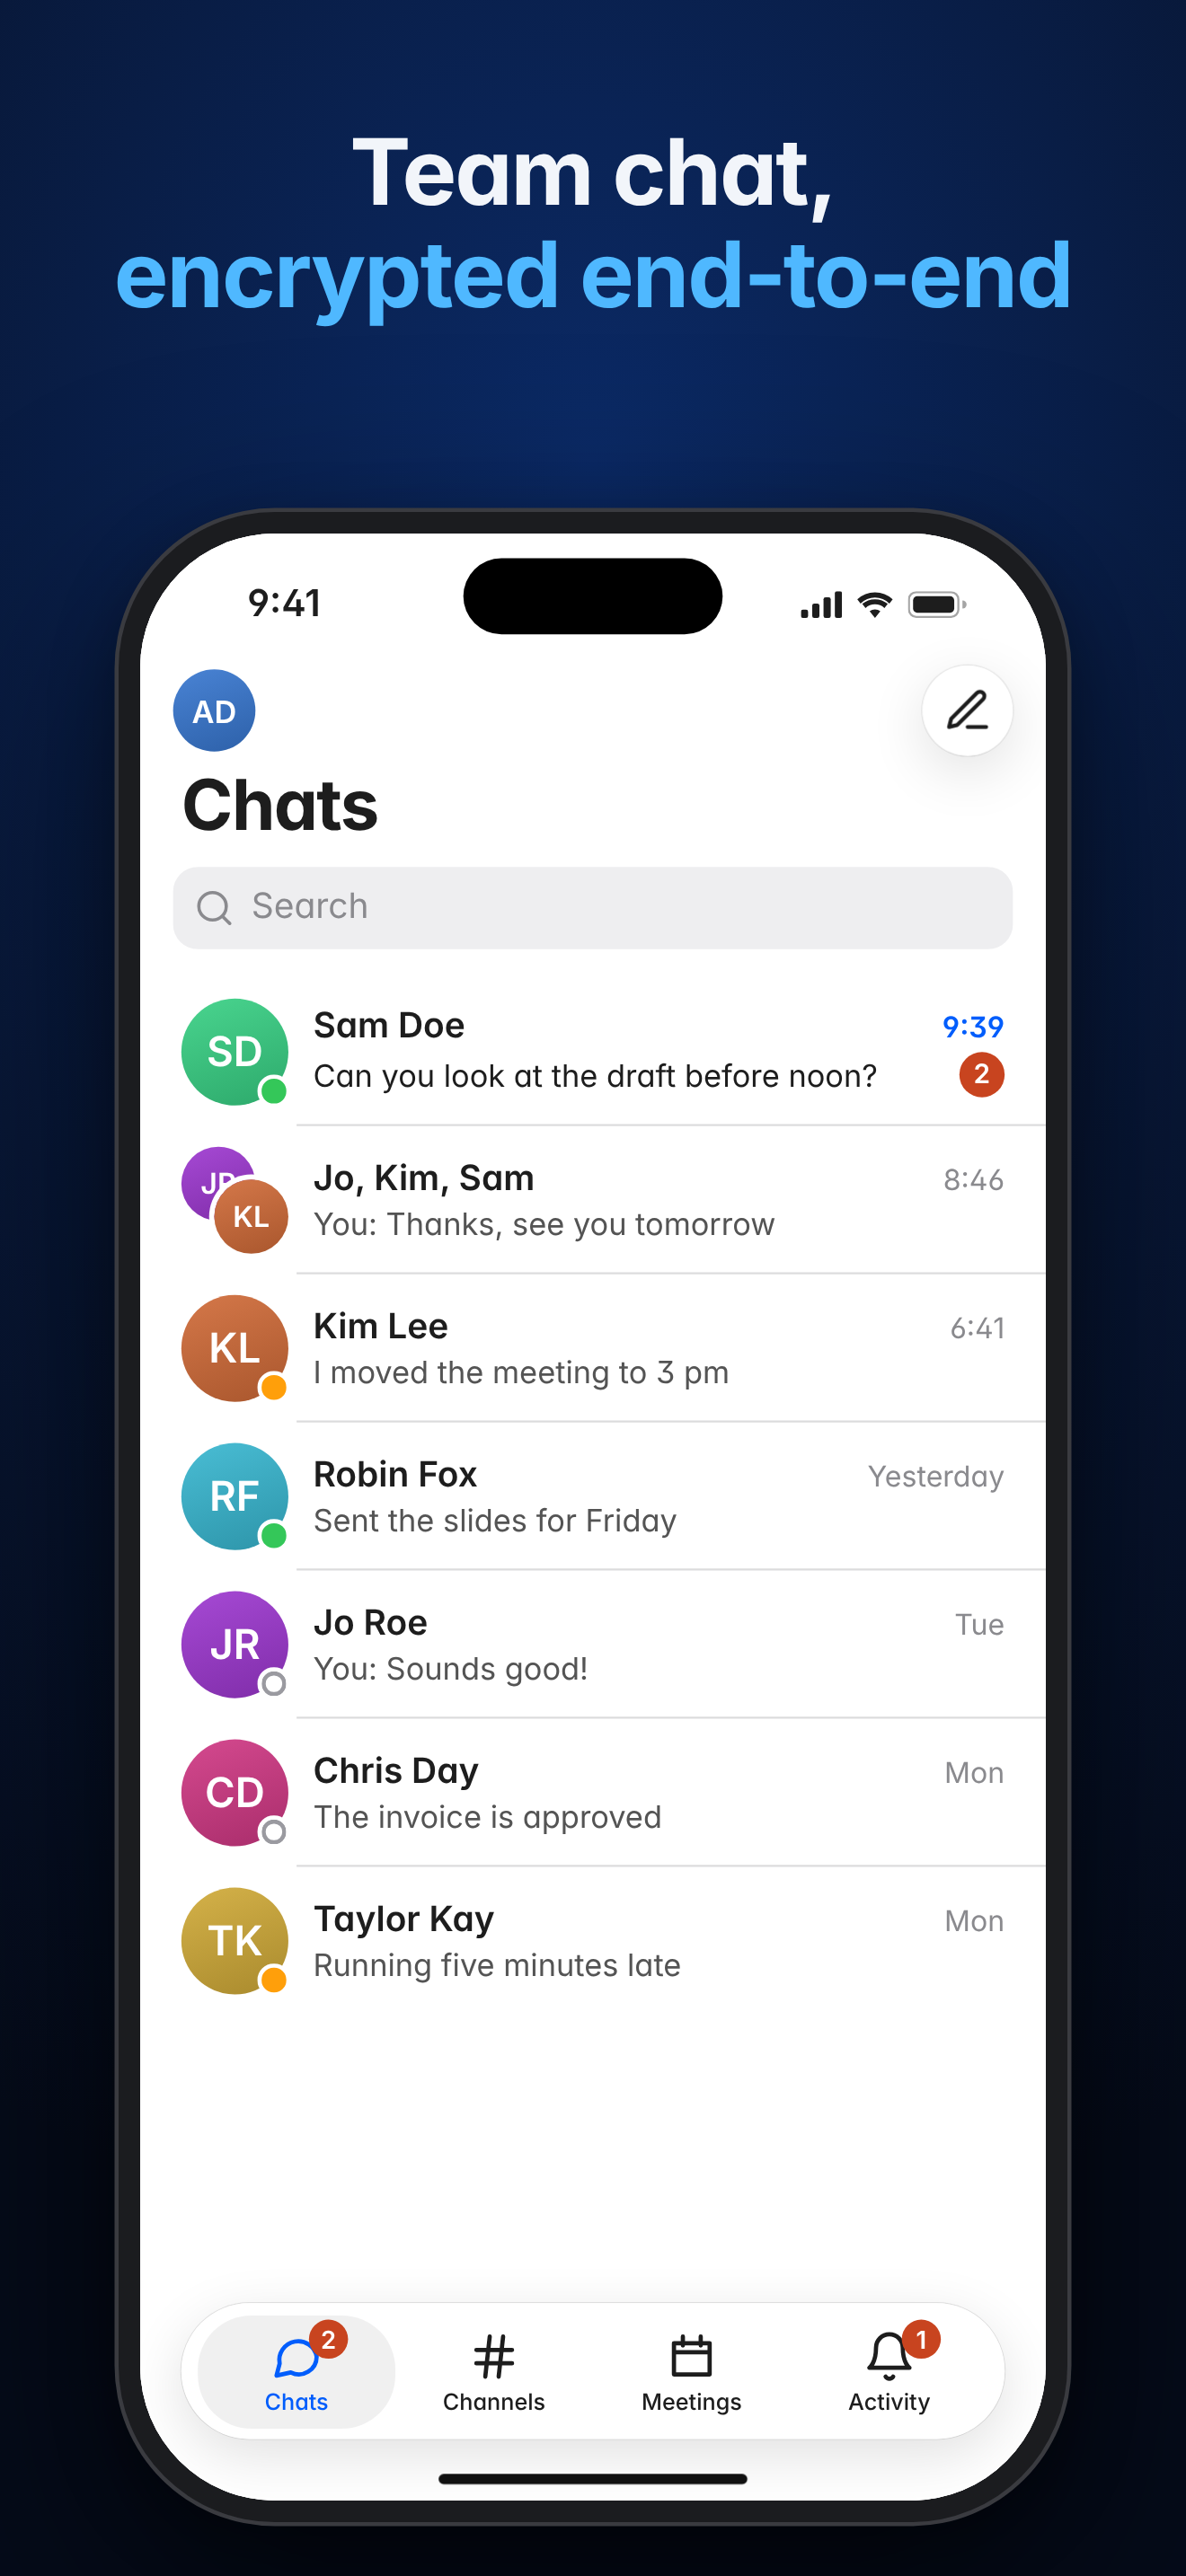 Team chat,
encrypted end-to-end
9:41
AD
Chats
Search
SD
Sam Doe
9:39
Can you look at the draft before noon?
2
JR
KL
Jo, Kim, Sam
8:46
You: Thanks, see you tomorrow
KL
Kim Lee
6:41
I moved the meeting to 3 pm
RF
Robin Fox
Yesterday
Sent the slides for Friday
JR
Jo Roe
Tue
You: Sounds good!
CD
Chris Day
Mon
The invoice is approved
TK
Taylor Kay
Mon
Running five minutes late
2
1
Chats
Channels
Meetings
Activity